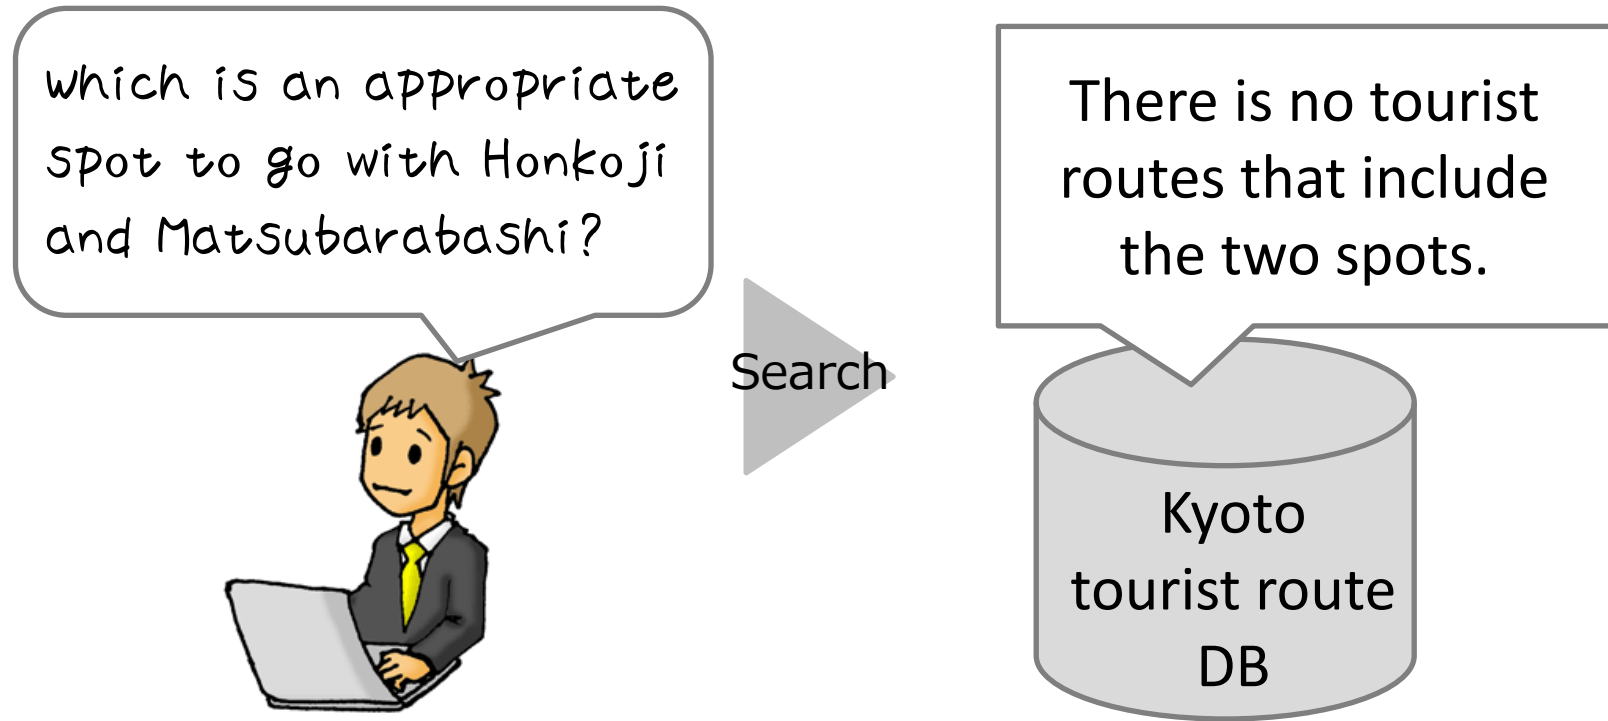 Which is an appropriate
spot to go with Honkoji
and Matsubarabashi?
Search
There is no tourist
routes that include
the two spots.
Kyoto
tourist route
DB